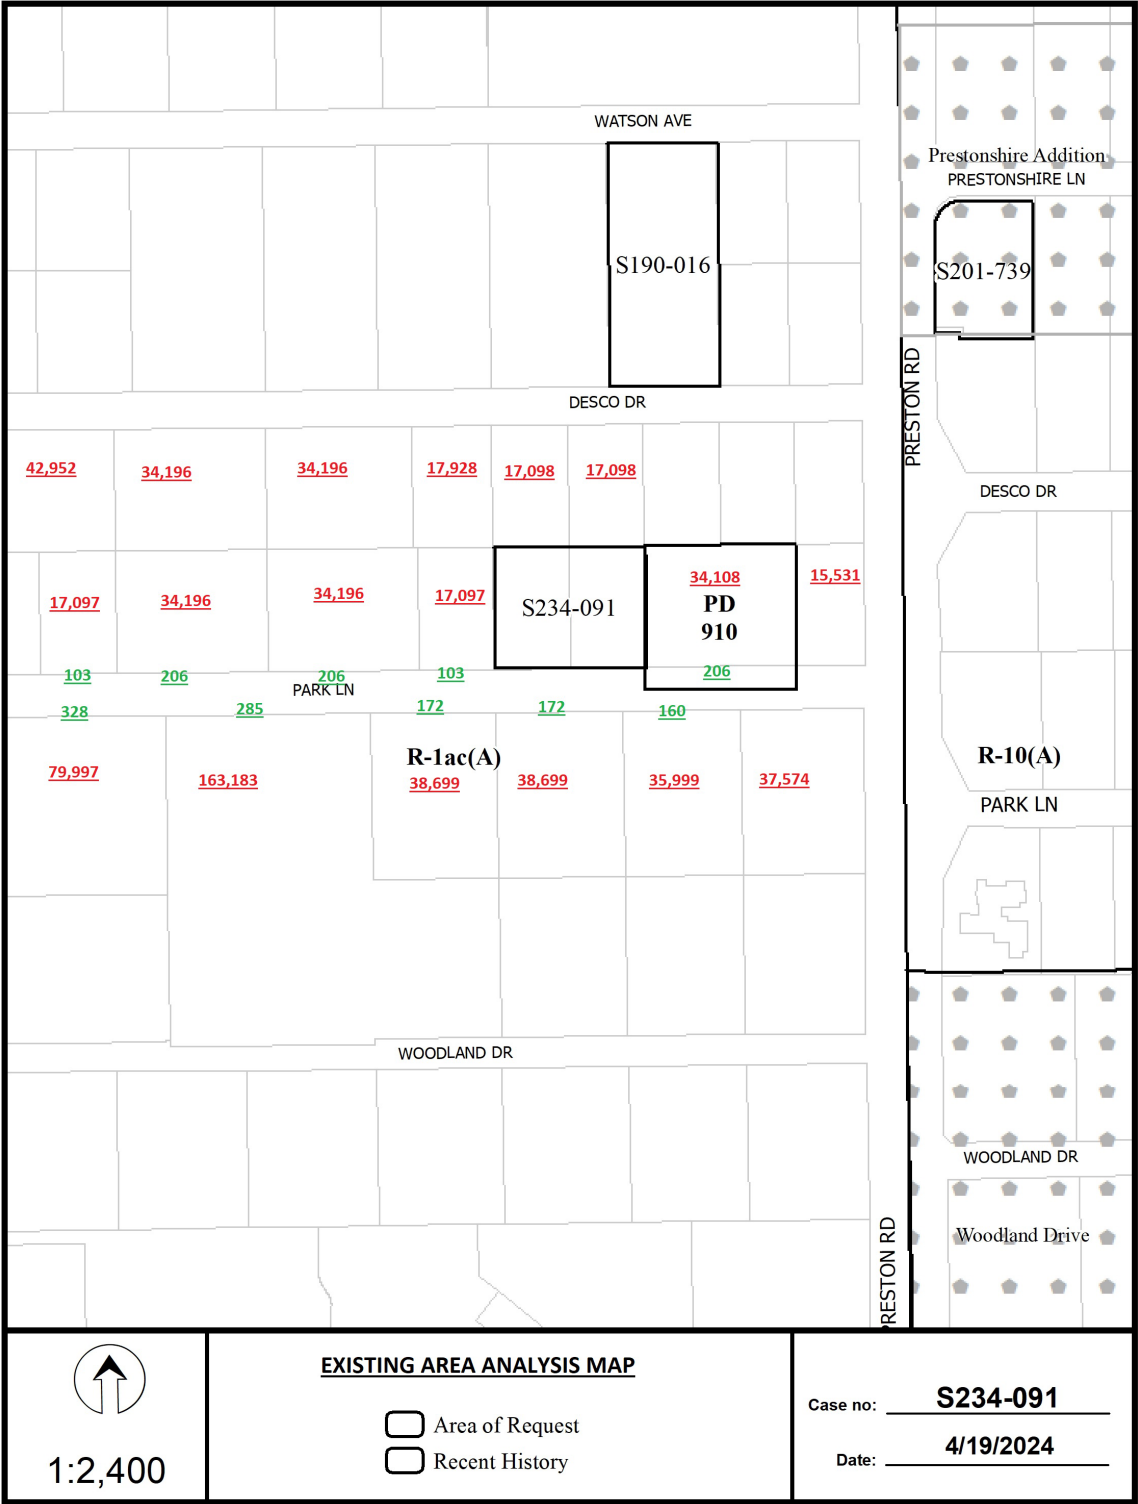 WATSON AVE
Prestonshire Addition
PRESTONSHIRE LN
S190-016
S201-739
PRESTON RD
DESCO DR
42,952
34,196
34,196
17,928
17,098
17,098
DESCO DR
17,097
34,196
34,196
17,097
S234-091
34,108
PD
910
15,531
103
206
206
103
206
PARK LN
328
285
172
172
160
R-1ac(A)
R-10(A)
79,997
163,183
38,699
38,699
35,999
37,574
PARK LN
WOODLAND DR
WOODLAND DR
Woodland Drive
PRESTON RD
1:2,400
EXISTING AREA ANALYSIS MAP
Area of Request
Recent History
Case no: S234-091
Date: 4/19/2024